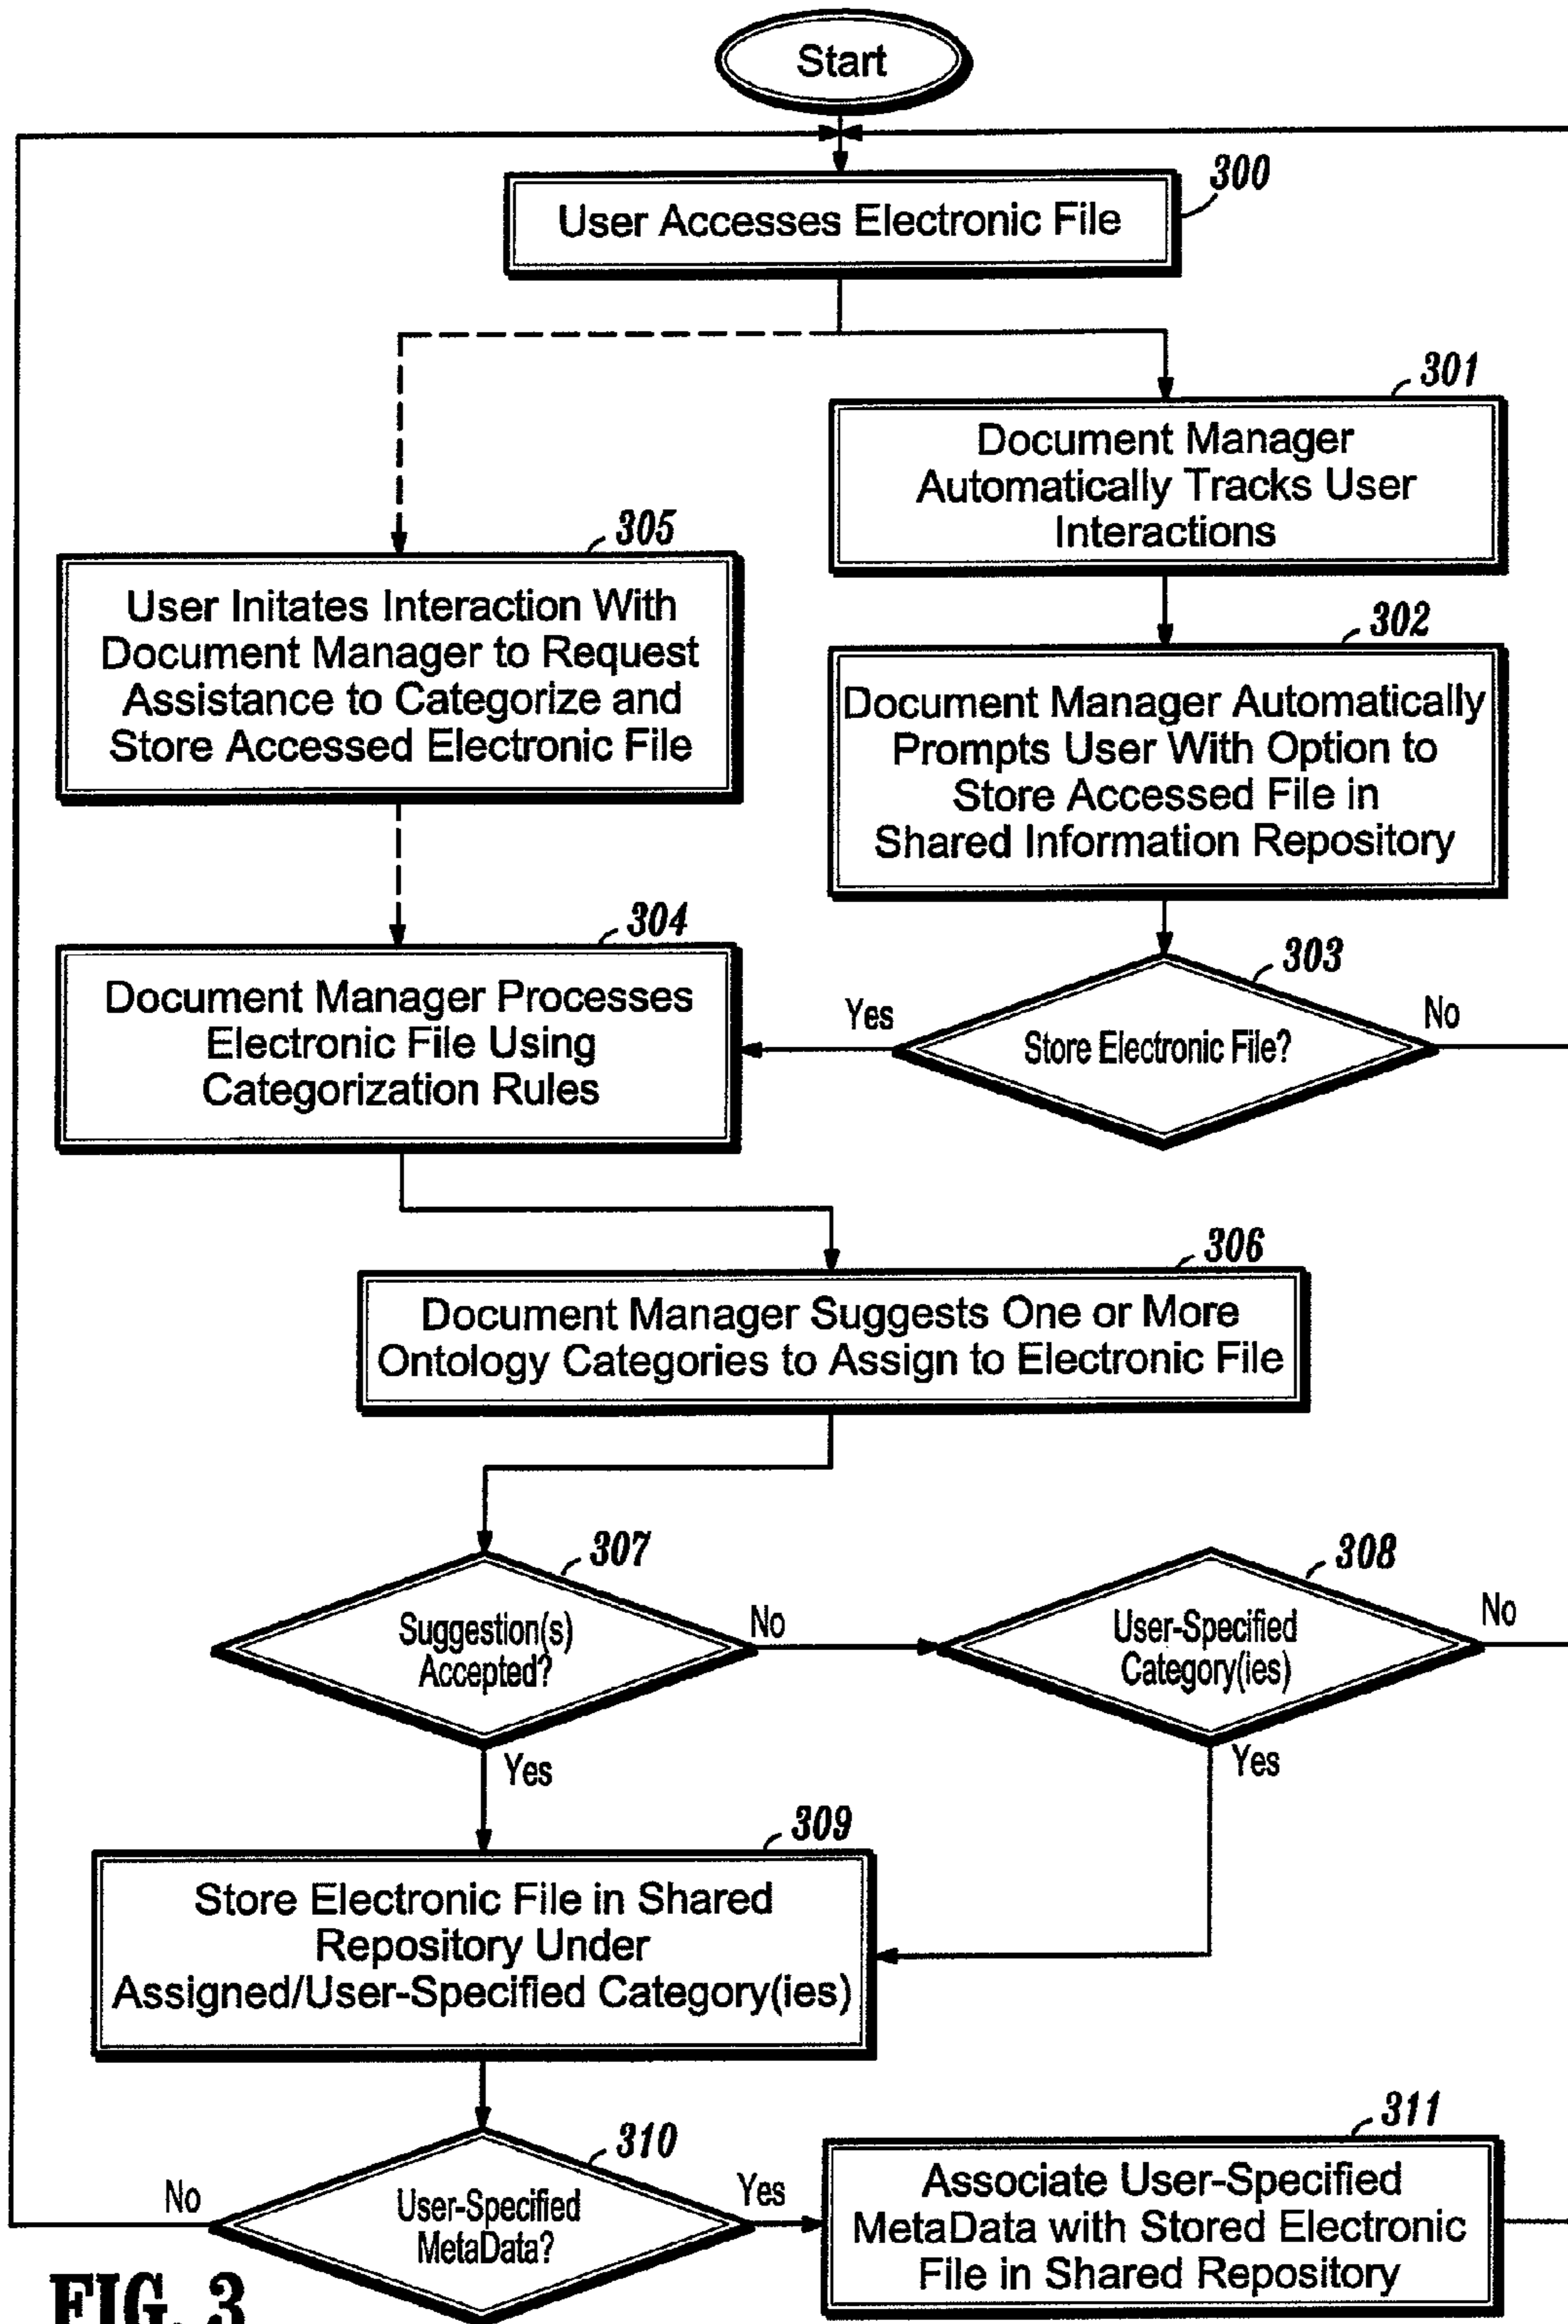 Start
300
User Accesses Electronic File
301
Document Manager
Automatically Tracks User
Interactions
305
User Initates Interaction With
Document Manager to Request
Assistance to Categorize and
Store Accessed Electronic File
302
Document Manager Automatically
Prompts User With Option to
Store Accessed File in
Shared Information Repository
304
Document Manager Processes
Electronic File Using
Categorization Rules
303
Yes
Store Electronic File?
No
306
Document Manager Suggests One or More
Ontology Categories to Assign to Electronic File
307
Suggestion(s)
Accepted?
No
Yes
308
User-Specified
Category(ies)
No
Yes
309
Store Electronic File in Shared
Repository Under
Assigned/User-Specified Category(ies)
310
No
User-Specified
MetaData?
Yes
311
Associate User-Specified
MetaData with Stored Electronic
File in Shared Repository
FIG. 3